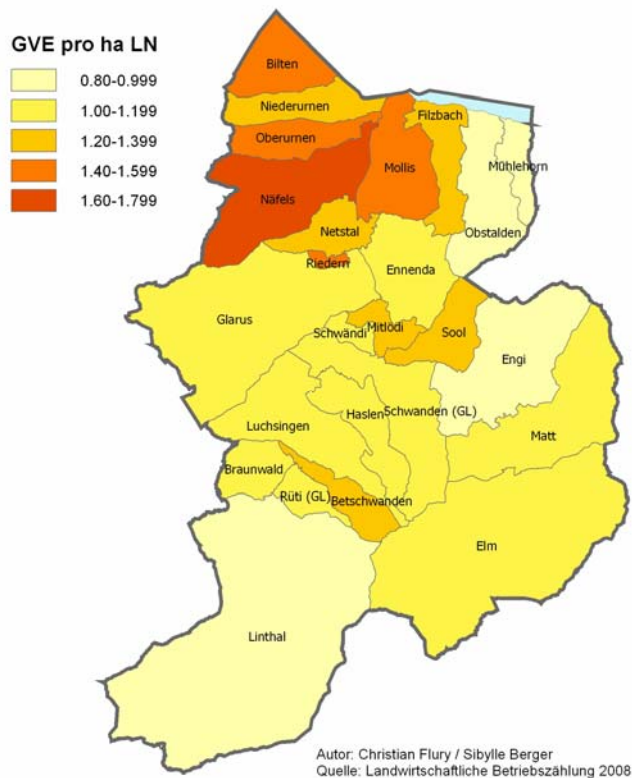 GVE pro ha LN
0.80-0.999
1.00-1.199
1.20-1.399
1.40-1.599
1.60-1.799
Bilten
Niederurnen
Filzbach
Oberurnen
Mollis
Mühlehorn
Näfels
Netstal
Obstalden
Riedern
Ennenda
Glarus
Schwändi
Mitlödi
Sool
Engi
Haslen
Schwanden (GL)
Luchsingen
Matt
Braunwald
Rüti (GL)
Betschwanden
Elm
Linthal
Autor: Christian Flury / Sibylle Berger
Quelle: Landwirtschaftliche Betriebszählung 2008